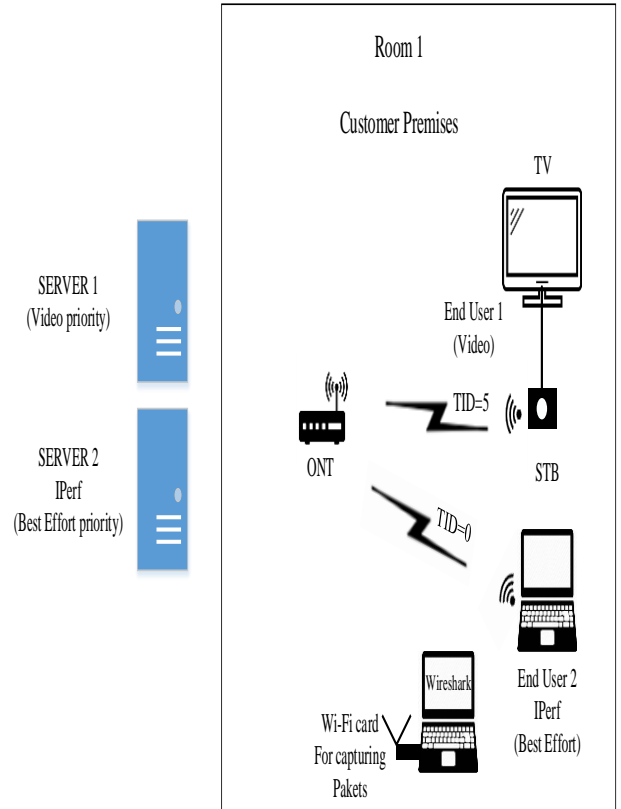 Room 1
Customer Premises
TV
SERVER 1
(Video priority)
End User 1
(Video)
TID=5
ONT
STB
SERVER 2
IPerf
(Best Effort priority)
TID=0
Wireshark
End User 2
IPerf
(Best Effort)
Wi-Fi card
For capturing
Pakets